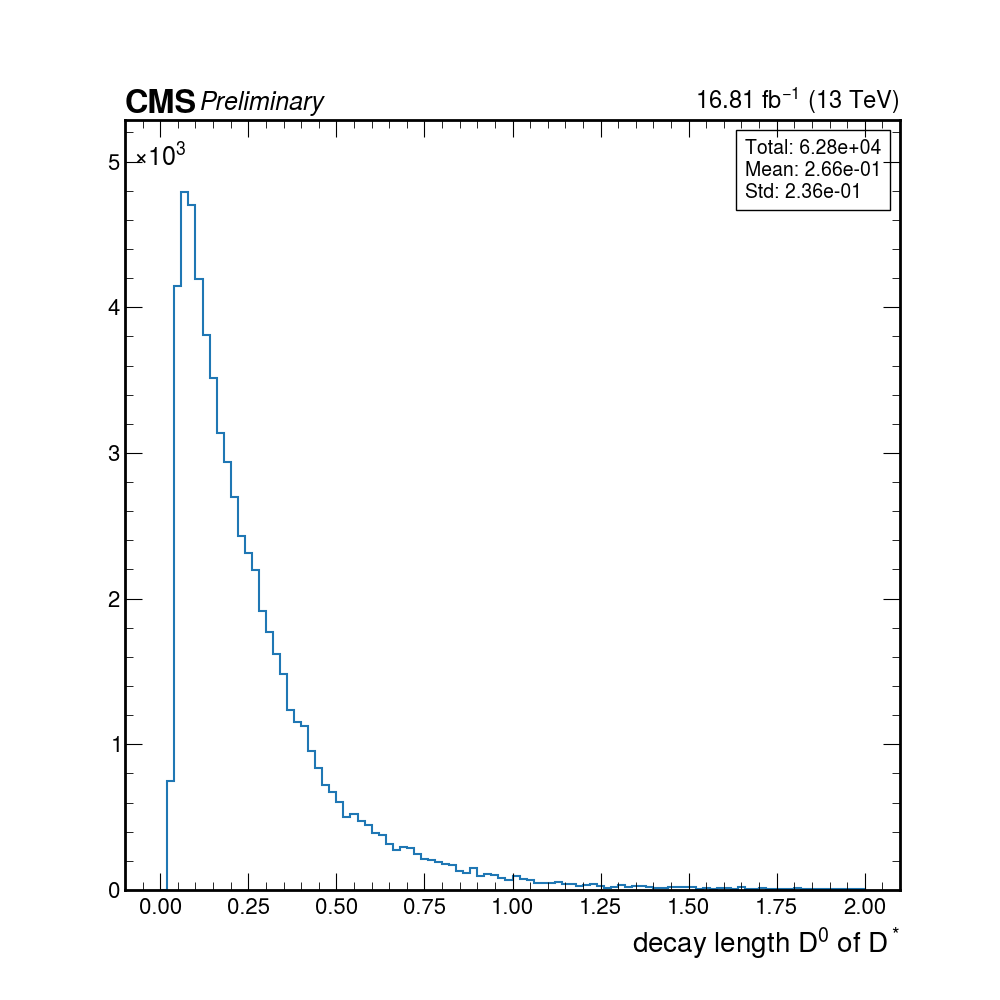 CMS Preliminary
16.81 fb⁻¹ (13 TeV)
×10³
Total: 6.28e+04
Mean: 2.66e-01
Std: 2.36e-01
5
4
3
2
1
0
0.00 0.25 0.50 0.75 1.00 1.25 1.50 1.75 2.00
decay length D⁰ of D*